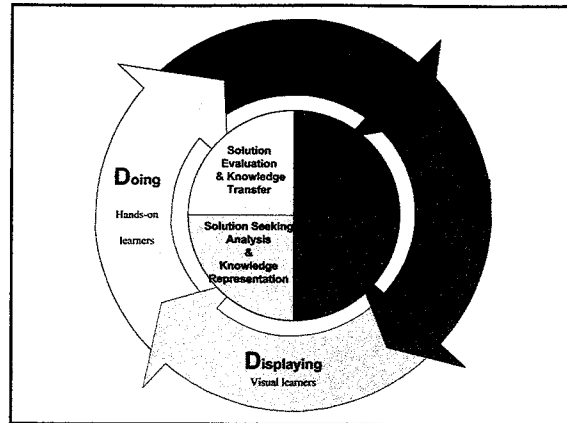 Solution
Evaluation
& Knowledge
Transfer
Doing
Hands-on
learners
Solution Seeking
Analysis
&
Knowledge
Representation
Displaying
Visual learners